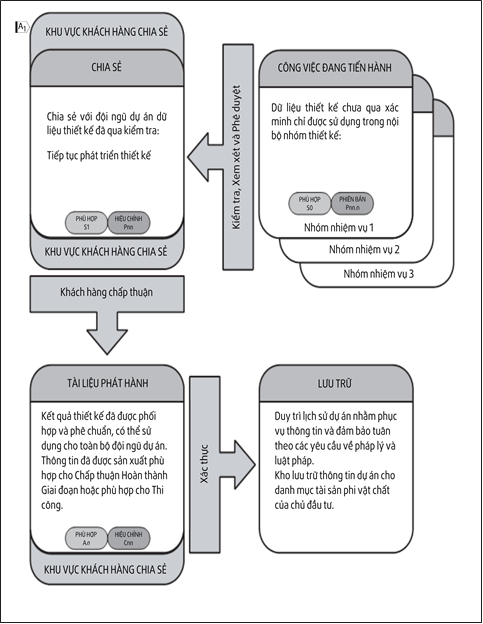 A1
KHU VỰC KHÁCH HÀNG CHIA SẺ
CHIA SẺ
Chia sẻ với đội ngũ dự án dữ
liệu thiết kế đã qua kiểm tra:
Tiếp tục phát triển thiết kế
PHÙ HỢP
S1
HIỆU CHỈNH
Pnn
KHU VỰC KHÁCH HÀNG CHIA SẺ
Kiểm tra, Xem xét và Phê duyệt
CÔNG VIỆC ĐANG TIẾN HÀNH
Dữ liệu thiết kế chưa qua xác
minh chỉ được sử dụng trong nội
bộ nhóm thiết kế:
PHÙ HỢP
S0
PHIÊN BẢN
Pnn.n
Nhóm nhiệm vụ 1
Nhóm nhiệm vụ 2
Nhóm nhiệm vụ 3
Khách hàng chấp thuận
TÀI LIỆU PHÁT HÀNH
Kết quả thiết kế đã được phối
hợp và phê chuẩn, có thể sử
dụng cho toàn bộ đội ngũ dự án.
Thông tin đã được sản xuất phù
hợp cho Chấp thuận Hoàn thành
Giai đoạn hoặc phù hợp cho Thi
công.
PHÙ HỢP
A.n
HIỆU CHỈNH
Cnn
KHU VỰC KHÁCH HÀNG CHIA SẺ
Xác thực
LƯU TRỮ
Duy trì lịch sử dự án nhằm phục
vụ thông tin và đảm bảo tuân
theo các yêu cầu về pháp lý và
luật pháp.
Kho lưu trữ thông tin dự án cho
danh mục tài sản phi vật chất
của chủ đầu tư.